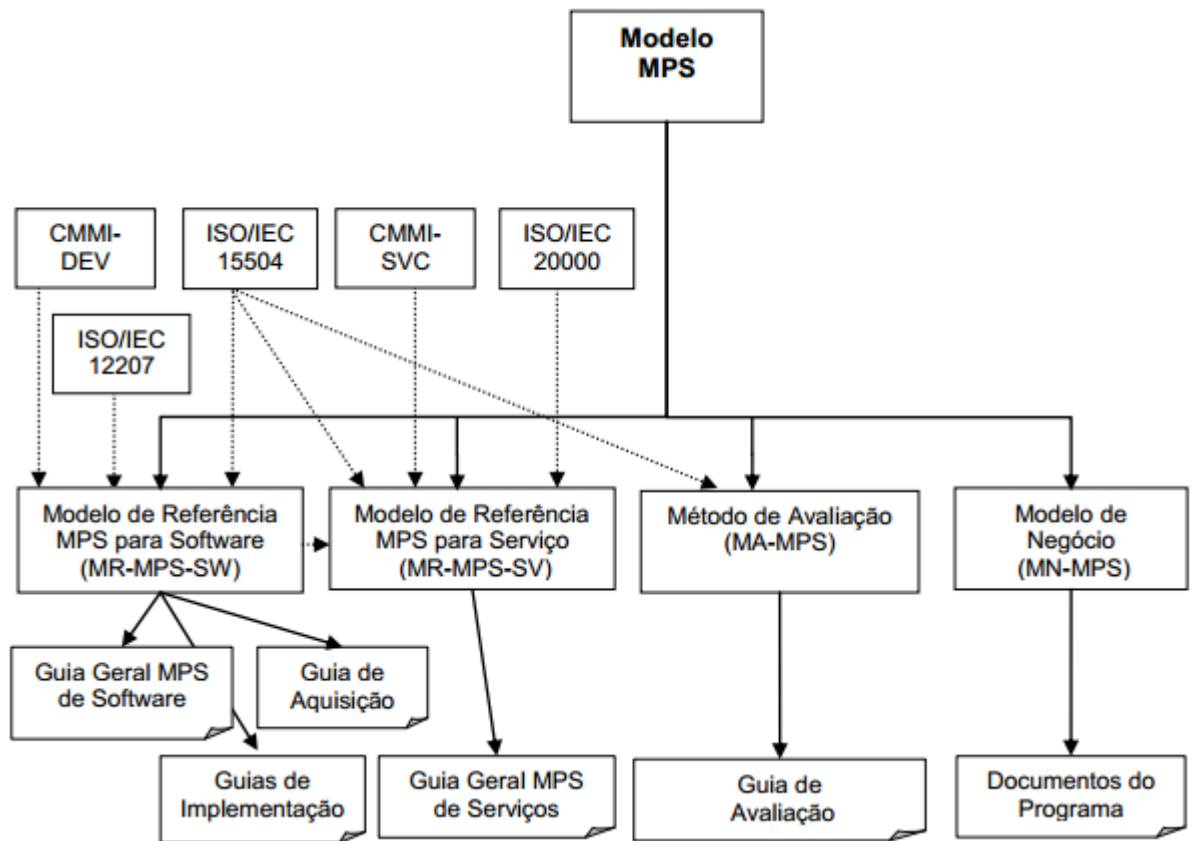 Modelo
MPS
CMMI-
DEV
ISO/IEC
15504
CMMI-
SVC
ISO/IEC
20000
ISO/IEC
12207
Modelo de Referência
MPS para Software
(MR-MPS-SW)
Modelo de Referência
MPS para Serviço
(MR-MPS-SV)
Método de Avaliação
(MA-MPS)
Modelo de
Negócio
(MN-MPS)
Guia Geral MPS
de Software
Guia de
Aquisição
Guias de
Implementação
Guia Geral MPS
de Serviços
Guia de
Avaliação
Documentos do
Programa